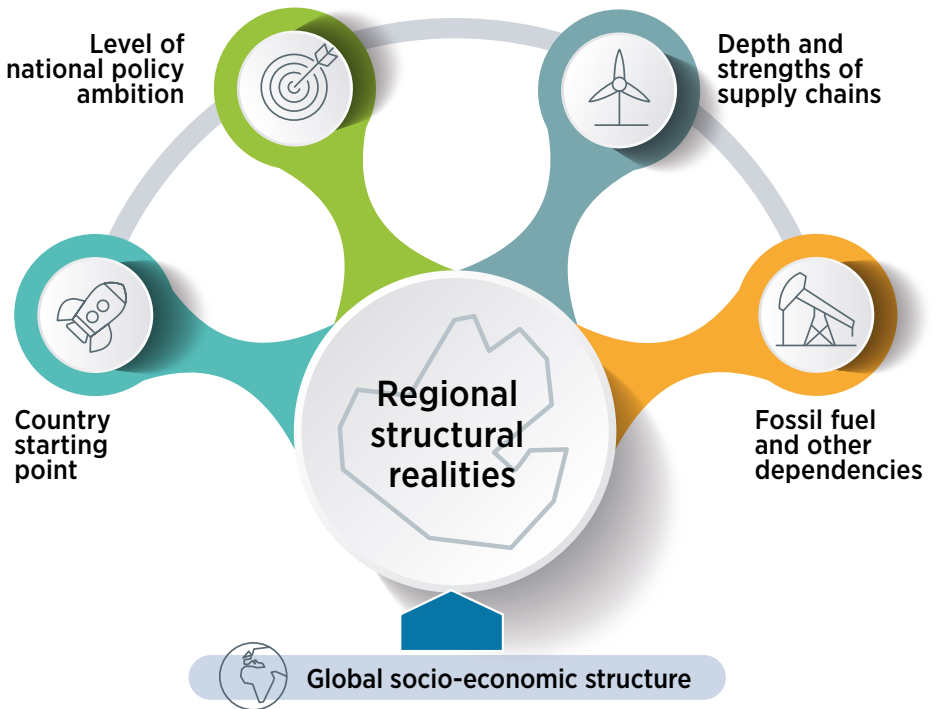 Level of
national policy
ambition
Depth and
strengths of
supply chains
Country
starting
point
Regional
structural
realities
Fossil fuel
and other
dependencies
Global socio-economic structure